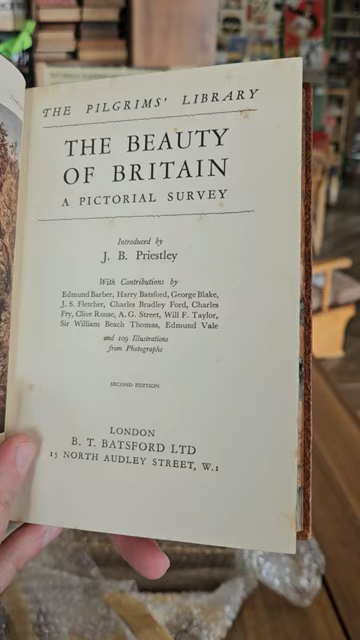 THE PILGRIMS' LIBRARY
THE BEAUTY
OF BRITAIN
A PICTORIAL SURVEY
Introduced by
J. B. Priestley
With Contributions by
Edmund Barber, Harry Batsford, George Blake,
J. S. Fletcher, Charles Bradley Ford, Charles
Fry, Clive Rouse, A. G. Street, Will F. Taylor,
Sir William Beach Thomas, Edmund Vale
and 109 Illustrations
from Photographs
SECOND EDITION
LONDON
B. T. BATSFORD LTD
15 NORTH AUDLEY STREET, W.1